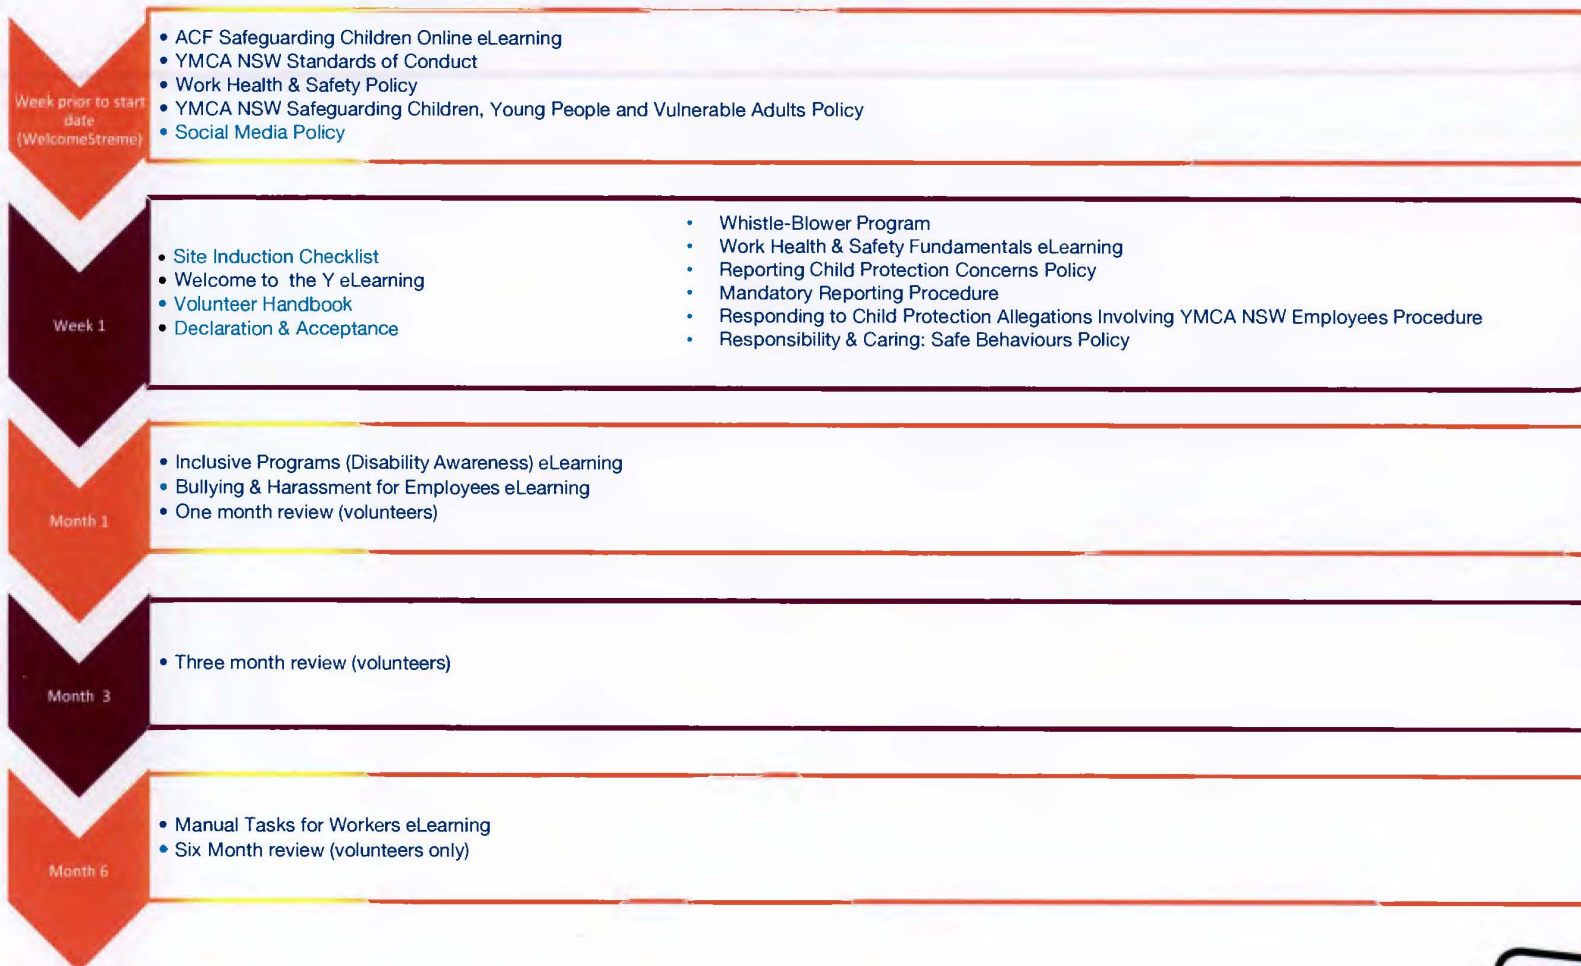 Week prior to start
date
(WelcomeStreme)
• ACF Safeguarding Children Online eLearning
• YMCA NSW Standards of Conduct
• Work Health & Safety Policy
• YMCA NSW Safeguarding Children, Young People and Vulnerable Adults Policy
• Social Media Policy
Week 1
• Site Induction Checklist
• Welcome to the Y eLearning
• Volunteer Handbook
• Declaration & Acceptance
• Whistle-Blower Program
• Work Health & Safety Fundamentals eLearning
• Reporting Child Protection Concerns Policy
• Mandatory Reporting Procedure
• Responding to Child Protection Allegations Involving YMCA NSW Employees Procedure
• Responsibility & Caring: Safe Behaviours Policy
Month 1
• Inclusive Programs (Disability Awareness) eLearning
• Bullying & Harassment for Employees eLearning
• One month review (volunteers)
Month 3
• Three month review (volunteers)
Month 6
• Manual Tasks for Workers eLearning
• Six Month review (volunteers only)